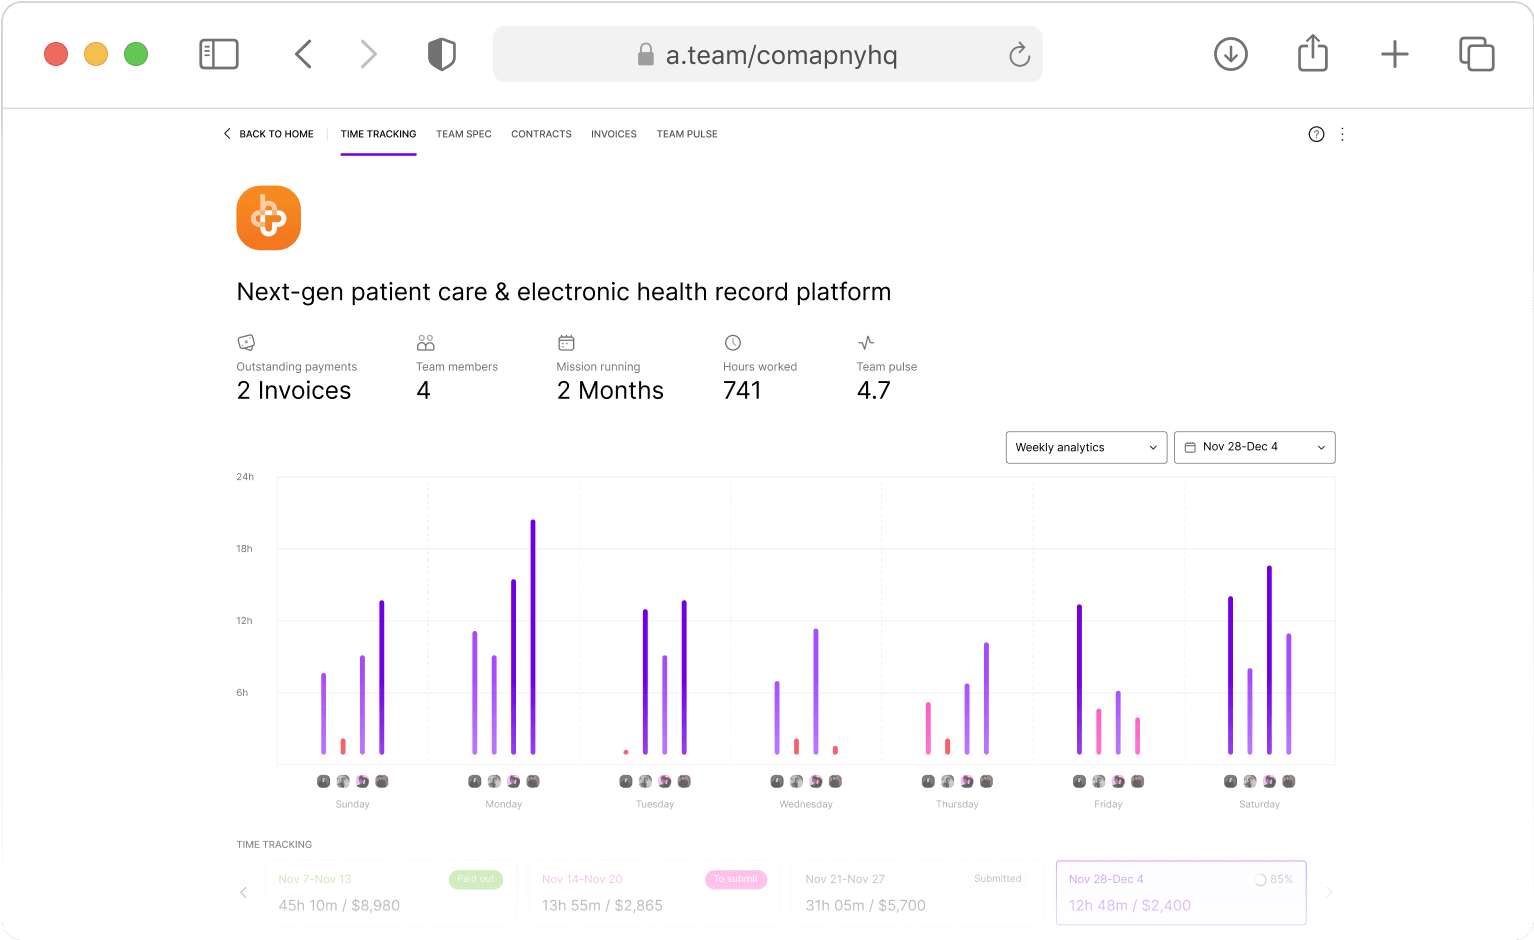 a.team/comapnyhq
BACK TO HOME TIME TRACKING TEAM SPEC CONTRACTS INVOICES TEAM PULSE
Next-gen patient care & electronic health record platform
Outstanding payments Team members Mission running Hours worked Team pulse
2 Invoices 4 2 Months 741 4.7
Weekly analytics Nov 28-Dec 4
24h
18h
12h
6h
Sunday Monday Tuesday Wednesday Thursday Friday Saturday
TIME TRACKING
Nov 7-Nov 13 Paid out Nov 14-Nov 20 To submit Nov 21-Nov 27 Submitted Nov 28-Dec 4 85%
45h 10m / $8,980 13h 55m / $2,865 31h 05m / $5,700 12h 48m / $2,400